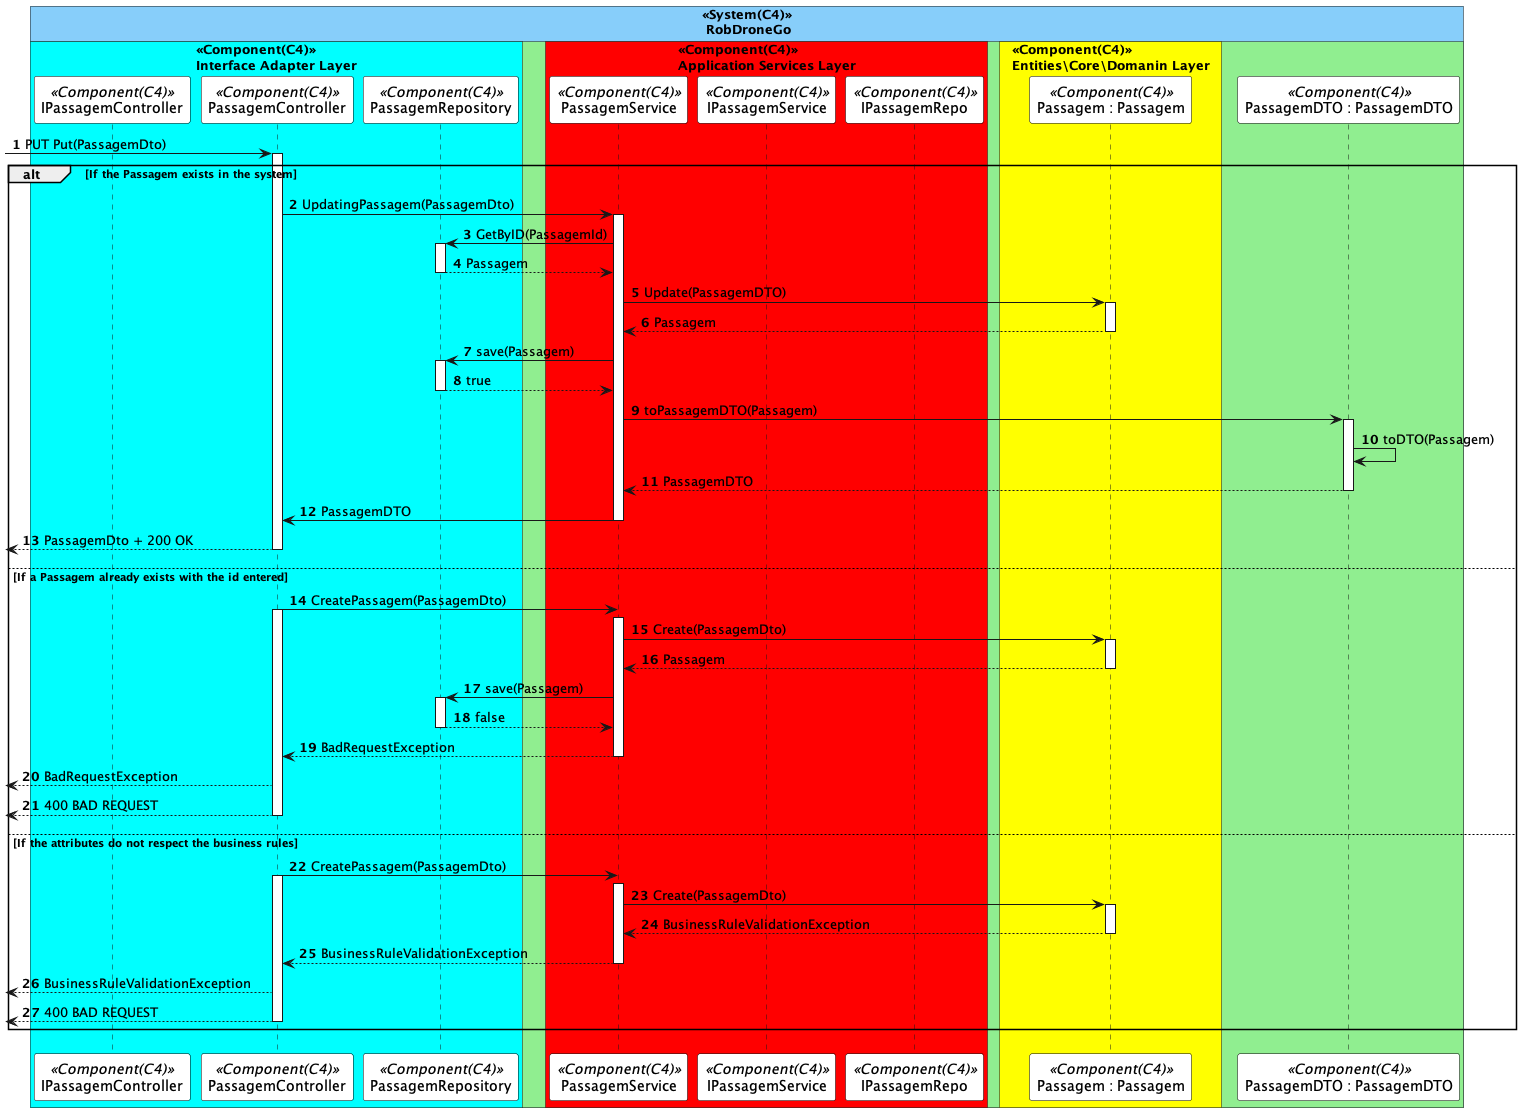 «System(C4)»
RobDroneGo
«Component(C4)»
Interface Adapter Layer
«Component(C4)»
Application Services Layer
«Component(C4)»
Entities\Core\Domanin Layer
«Component(C4)»
IPassagemController
«Component(C4)»
PassagemController
«Component(C4)»
PassagemRepository
«Component(C4)»
PassagemService
«Component(C4)»
IPassagemService
«Component(C4)»
IPassagemRepo
«Component(C4)»
Passagem : Passagem
«Component(C4)»
PassagemDTO : PassagemDTO
1 PUT Put(PassagemDto)
alt [If the Passagem exists in the system]
2 UpdatingPassagem(PassagemDto)
3 GetByID(PassagemId)
4 Passagem
5 Update(PassagemDTO)
6 Passagem
7 save(Passagem)
8 true
9 toPassagemDTO(Passagem)
10 toDTO(Passagem)
11 PassagemDTO
12 PassagemDTO
13 PassagemDto + 200 OK
[If a Passagem already exists with the id entered]
14 CreatePassagem(PassagemDto)
15 Create(PassagemDto)
16 Passagem
17 save(Passagem)
18 false
19 BadRequestException
20 BadRequestException
21 400 BAD REQUEST
[If the attributes do not respect the business rules]
22 CreatePassagem(PassagemDto)
23 Create(PassagemDto)
24 BusinessRuleValidationException
25 BusinessRuleValidationException
26 BusinessRuleValidationException
27 400 BAD REQUEST
«Component(C4)»
IPassagemController
«Component(C4)»
PassagemController
«Component(C4)»
PassagemRepository
«Component(C4)»
PassagemService
«Component(C4)»
IPassagemService
«Component(C4)»
IPassagemRepo
«Component(C4)»
Passagem : Passagem
«Component(C4)»
PassagemDTO : PassagemDTO